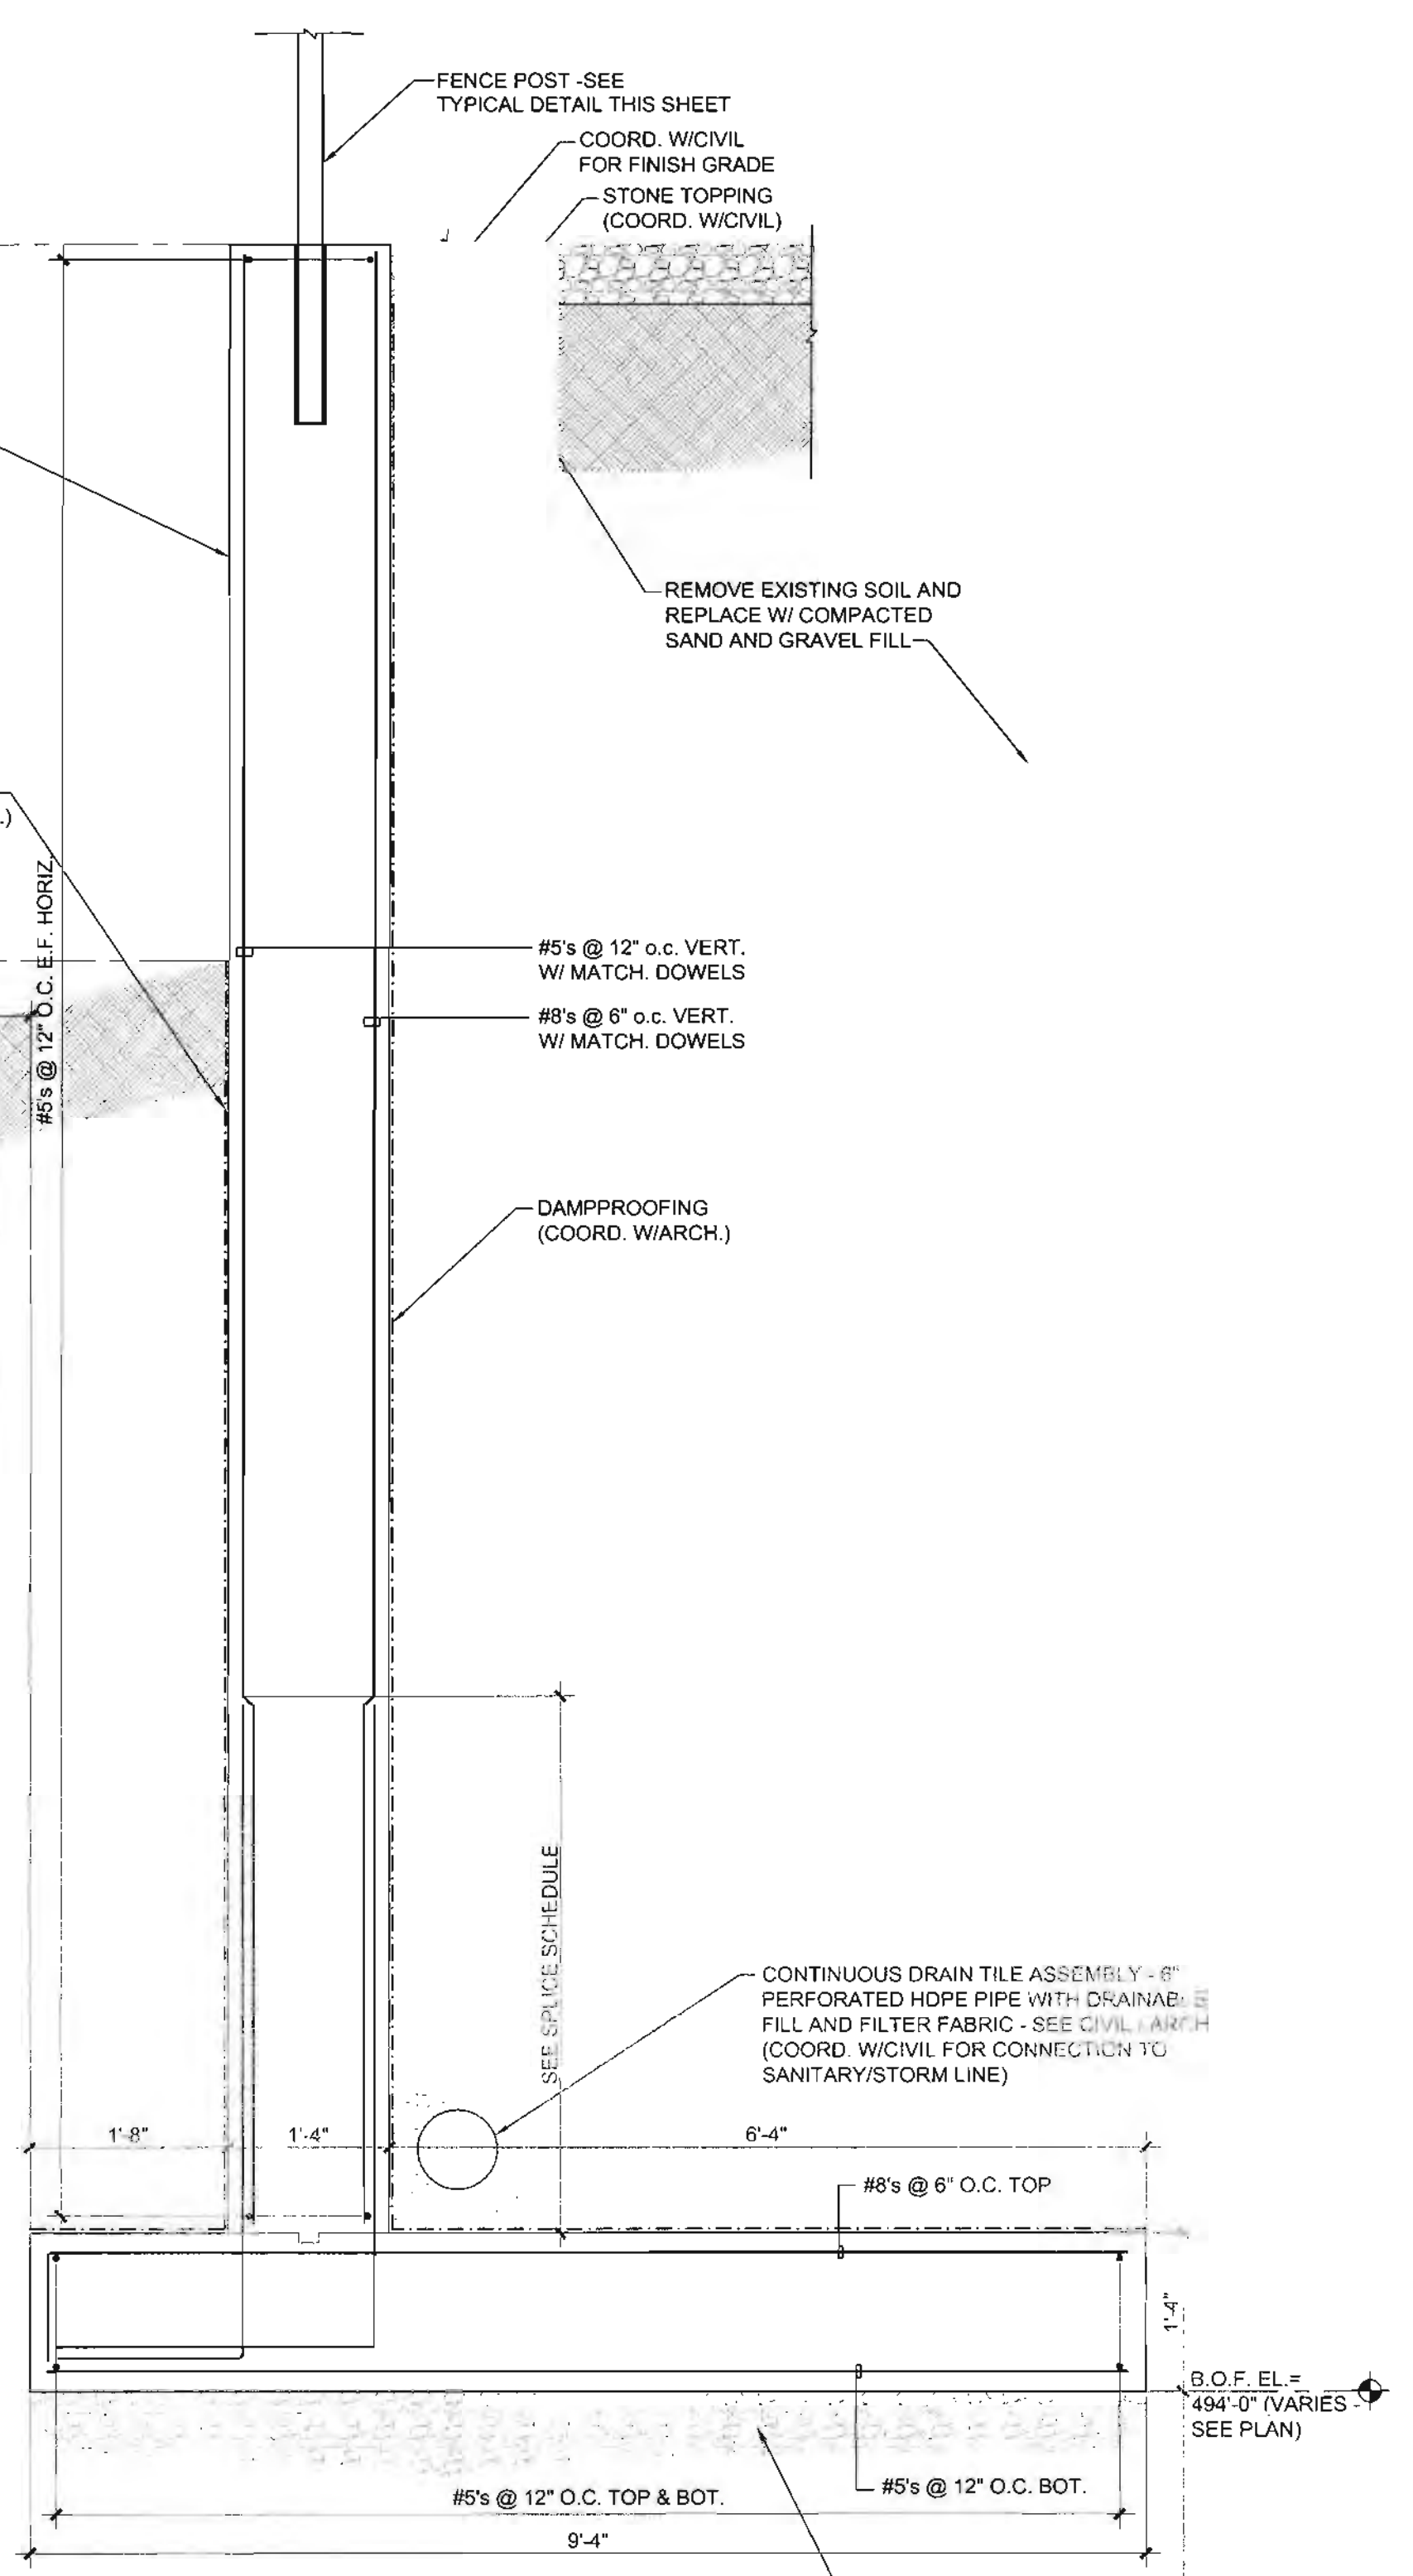 FENCE POST -SEE
TYPICAL DETAIL THIS SHEET
COORD. W/CIVIL
FOR FINISH GRADE
STONE TOPPING
(COORD. W/CIVIL)
REMOVE EXISTING SOIL AND
REPLACE W/ COMPACTED
SAND AND GRAVEL FILL
.)
#5's @ 12" O.C. E.F. HORIZ.
#5's @ 12" o.c. VERT.
W/ MATCH. DOWELS
#8's @ 6" o.c. VERT.
W/ MATCH. DOWELS
DAMPPROOFING
(COORD. W/ARCH.)
SEE SPLICE SCHEDULE
CONTINUOUS DRAIN TILE ASSEMBLY - 6"
PERFORATED HDPE PIPE WITH DRAINABLE
FILL AND FILTER FABRIC - SEE CIVIL / ARCH
(COORD. W/CIVIL FOR CONNECTION TO
SANITARY/STORM LINE)
1'-8"
1'-4"
6'-4"
#8's @ 6" O.C. TOP
1'-4"
B.O.F. EL.=
494'-0" (VARIES -
SEE PLAN)
#5's @ 12" O.C. BOT.
#5's @ 12" O.C. TOP & BOT.
9'-4"